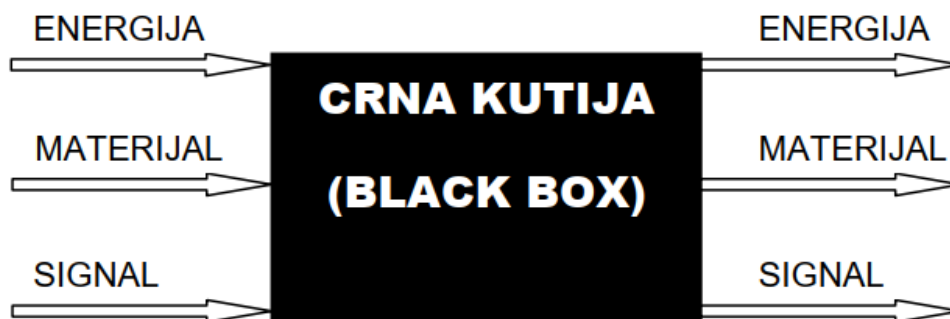 ENERGIJA
ENERGIJA
CRNA KUTIJA
MATERIJAL
MATERIJAL
(BLACK BOX)
SIGNAL
SIGNAL